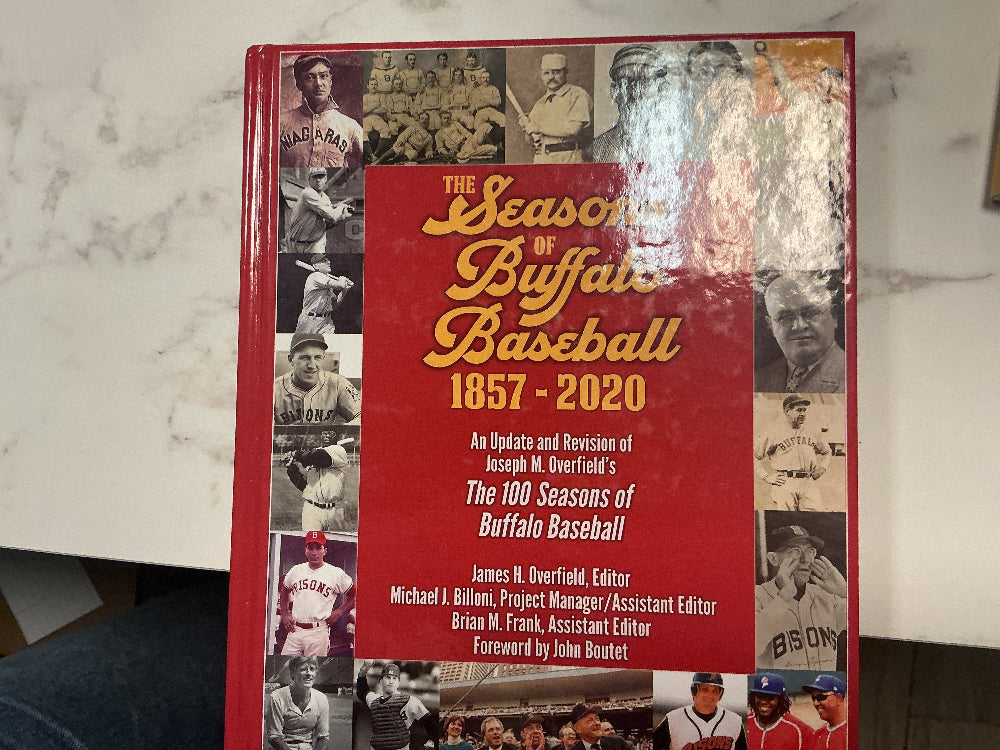 NIAGARAS
THE
Seasons
OF
Buffalo
Baseball
1857 - 2020
An Update and Revision of
Joseph M. Overfield's
The 100 Seasons of
Buffalo Baseball
James H. Overfield, Editor
Michael J. Billoni, Project Manager/Assistant Editor
Brian M. Frank, Assistant Editor
Foreword by John Boutet
BISONS
B
BISONS
BUFFALO
BISONS
BISONS